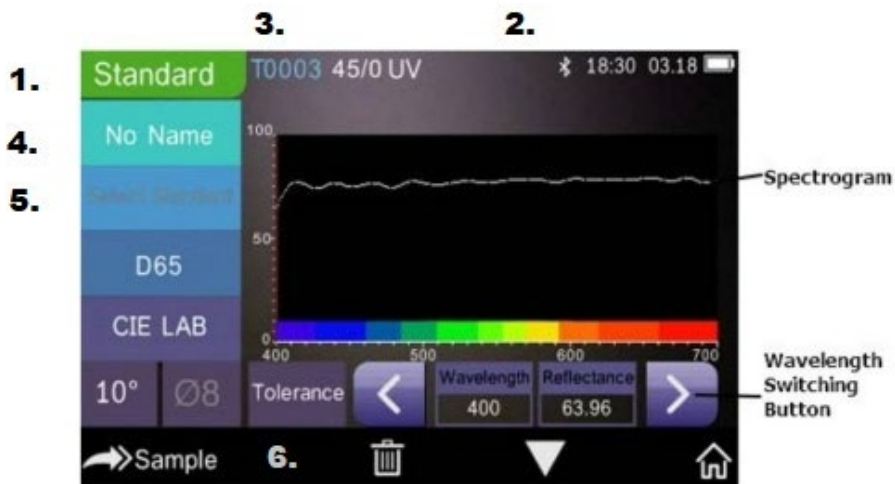 3. 2.
1. Standard T0003 45/0 UV 18:30 03.18
4. No Name 100
Spectrogram
5. Select Standard
50
D65
CIE LAB
0
400 500 600 700
Wavelength
Switching
Button
10° Ø8 Tolerance Wavelength Reflectance
400 63.96
Sample 6.